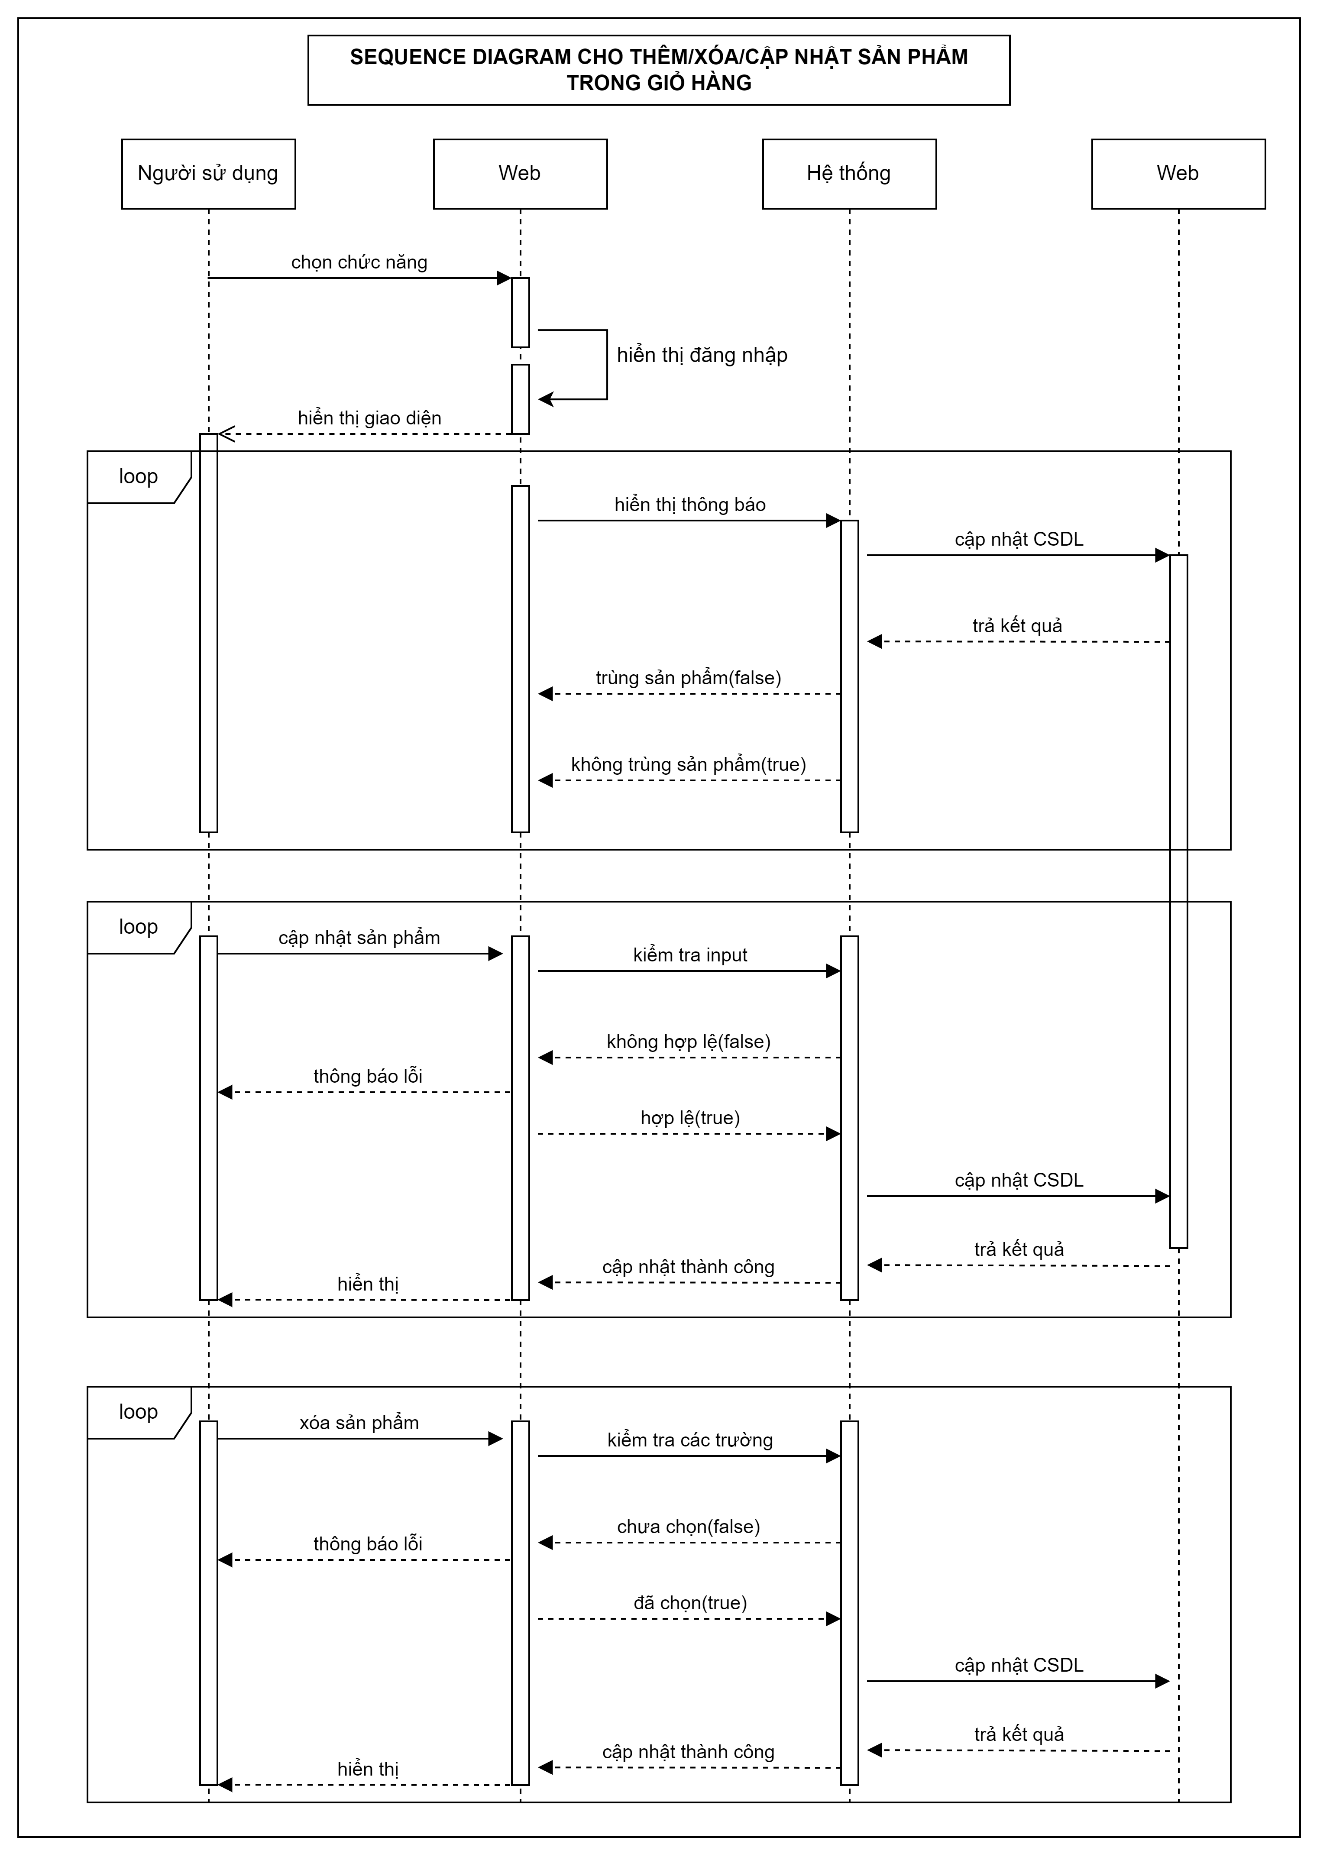 SEQUENCE DIAGRAM CHO THÊM/XÓA/CẬP NHẬT SẢN PHẨM
TRONG GIỎ HÀNG
Người sử dụng
Web
Hệ thống
Web
chọn chức năng
hiển thị đăng nhập
hiển thị giao diện
loop
hiển thị thông báo
cập nhật CSDL
trả kết quả
trùng sản phẩm(false)
không trùng sản phẩm(true)
loop
cập nhật sản phẩm
kiểm tra input
không hợp lệ(false)
thông báo lỗi
hợp lệ(true)
cập nhật CSDL
trả kết quả
cập nhật thành công
hiển thị
loop
xóa sản phẩm
kiểm tra các trường
chưa chọn(false)
thông báo lỗi
đã chọn(true)
cập nhật CSDL
trả kết quả
cập nhật thành công
hiển thị